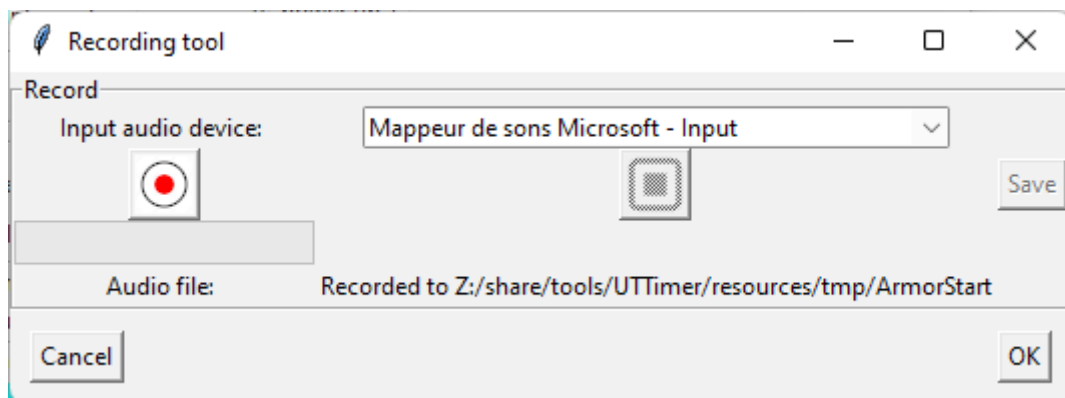 Recording tool
Record
Input audio device: Mappeur de sons Microsoft - Input
Save
Audio file: Recorded to Z:/share/tools/UTTimer/resources/tmp/ArmorStart
Cancel OK